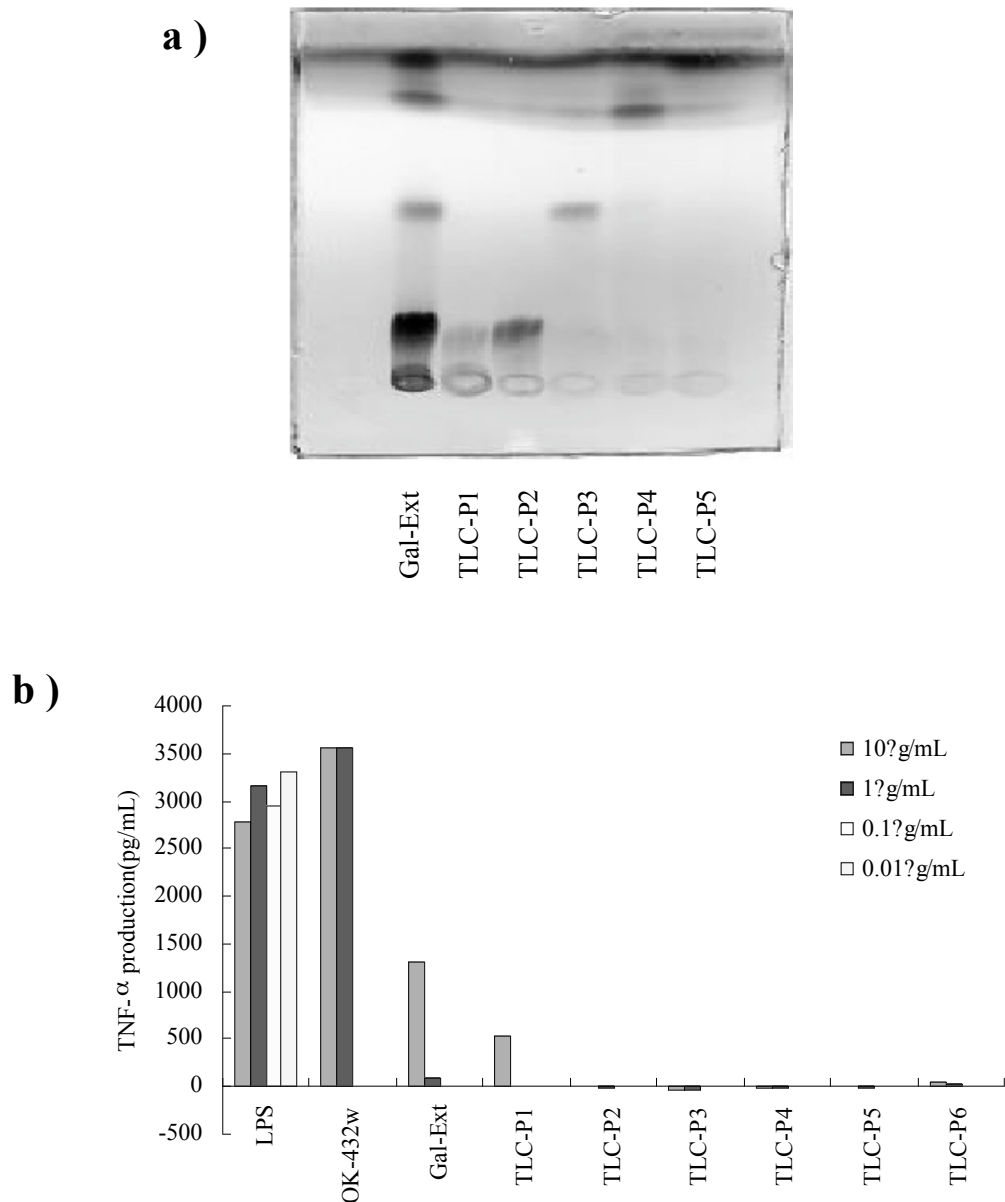 a )
Gal-Ext
TLC-P1
TLC-P2
TLC-P3
TLC-P4
TLC-P5
b )
4000
3500
3000
2500
2000
1500
1000
500
0
-500
TNF-α production(pg/mL)
10?g/mL
1?g/mL
0.1?g/mL
0.01?g/mL
LPS
OK-432w
Gal-Ext
TLC-P1
TLC-P2
TLC-P3
TLC-P4
TLC-P5
TLC-P6